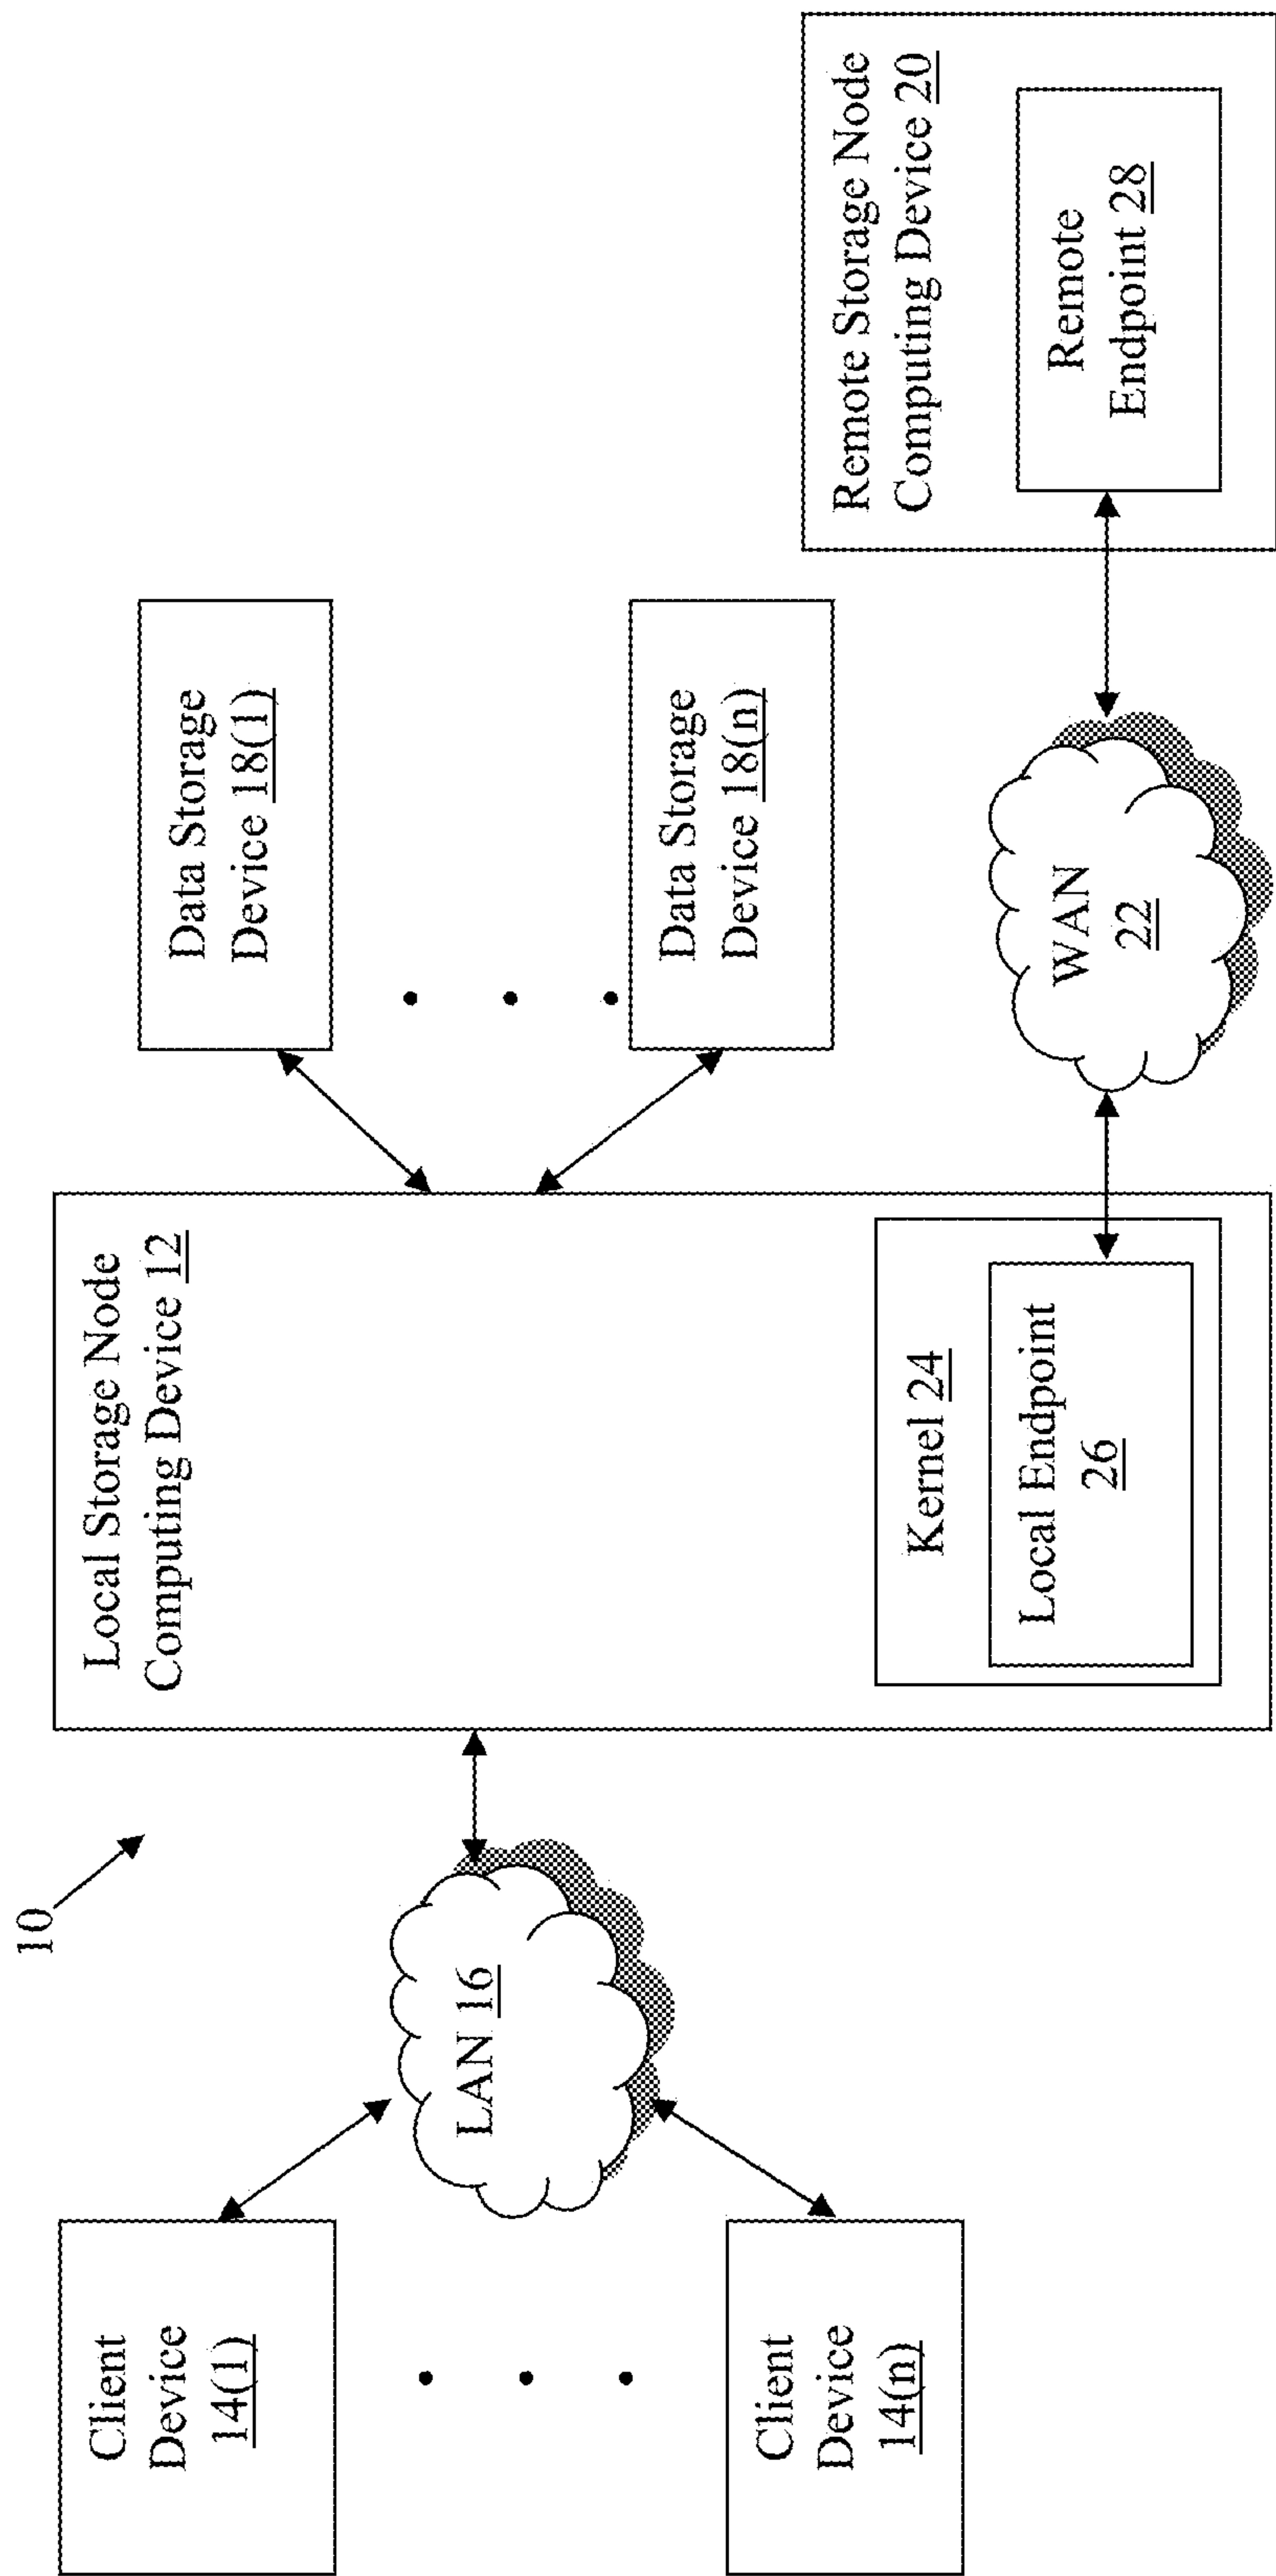 10
Client
Device
14(1)
Client
Device
14(n)
LAN 16
Local Storage Node
Computing Device 12
Kernel 24
Local Endpoint
26
Data Storage
Device 18(1)
Data Storage
Device 18(n)
WAN
22
Remote Storage Node
Computing Device 20
Remote
Endpoint 28